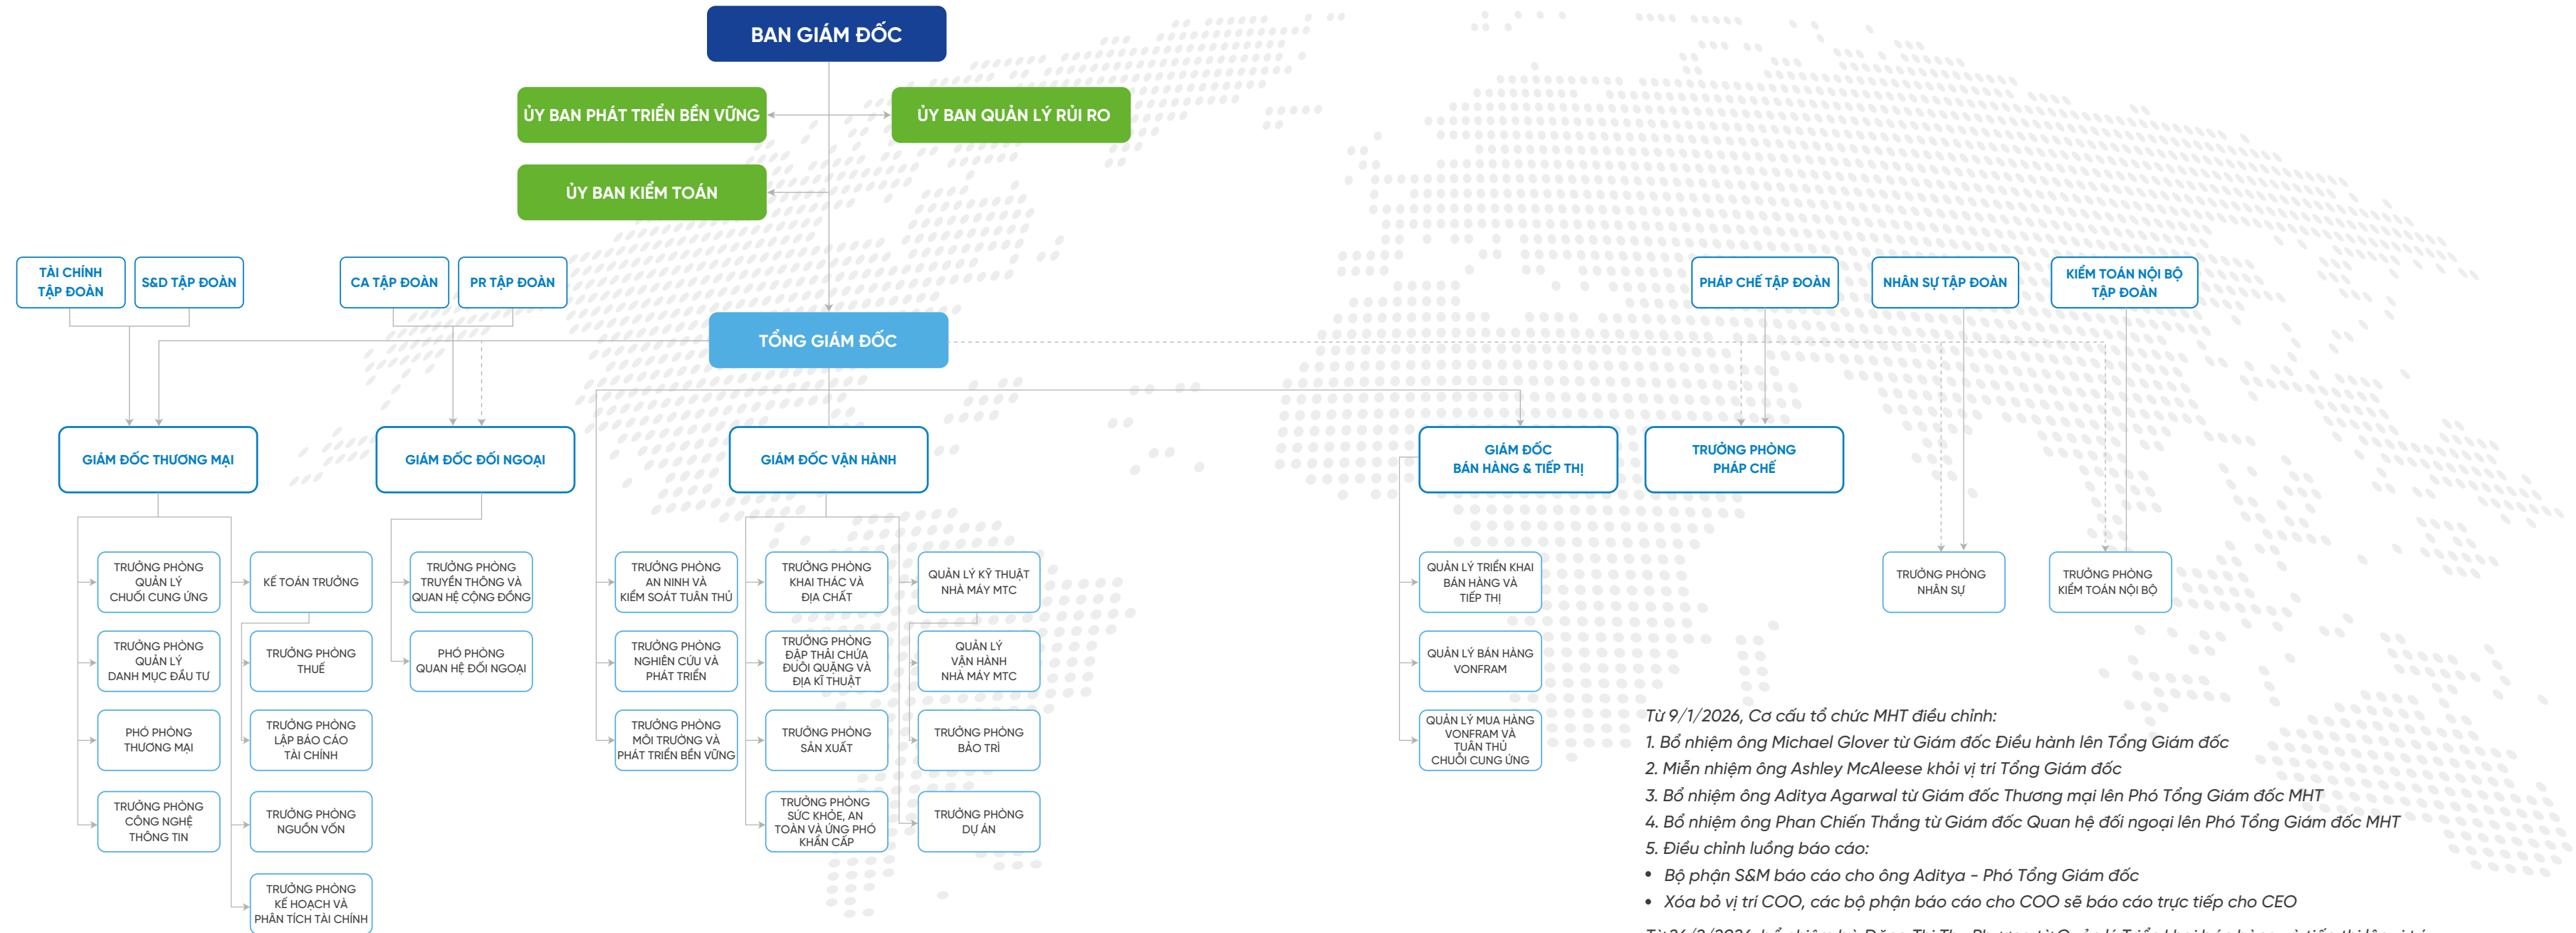 BAN GIÁM ĐỐC
ỦY BAN PHÁT TRIỂN BỀN VỮNG
ỦY BAN QUẢN LÝ RỦI RO
ỦY BAN KIỂM TOÁN
TÀI CHÍNH
TẬP ĐOÀN
S&D TẬP ĐOÀN
CA TẬP ĐOÀN
PR TẬP ĐOÀN
PHÁP CHẾ TẬP ĐOÀN
NHÂN SỰ TẬP ĐOÀN
KIỂM TOÁN NỘI BỘ
TẬP ĐOÀN
TỔNG GIÁM ĐỐC
GIÁM ĐỐC THƯƠNG MẠI
GIÁM ĐỐC ĐỐI NGOẠI
GIÁM ĐỐC VẬN HÀNH
GIÁM ĐỐC
BÁN HÀNG & TIẾP THỊ
TRƯỞNG PHÒNG
PHÁP CHẾ
TRƯỞNG PHÒNG
QUẢN LÝ
CHUỖI CUNG ỨNG
TRƯỞNG PHÒNG
QUẢN LÝ
DANH MỤC ĐẦU TƯ
PHÓ PHÒNG
THƯƠNG MẠI
TRƯỞNG PHÒNG
CÔNG NGHỆ
THÔNG TIN
KẾ TOÁN TRƯỞNG
TRƯỞNG PHÒNG
THUẾ
TRƯỞNG PHÒNG
LẬP BÁO CÁO
TÀI CHÍNH
TRƯỞNG PHÒNG
NGUỒN VỐN
TRƯỞNG PHÒNG
KẾ HOẠCH VÀ
PHÂN TÍCH TÀI CHÍNH
TRƯỞNG PHÒNG
TRUYỀN THÔNG VÀ
QUAN HỆ CỘNG ĐỒNG
PHÓ PHÒNG
QUAN HỆ ĐỐI NGOẠI
TRƯỞNG PHÒNG
AN NINH VÀ
KIỂM SOÁT TUÂN THỦ
TRƯỞNG PHÒNG
NGHIÊN CỨU VÀ
PHÁT TRIỂN
TRƯỞNG PHÒNG
MÔI TRƯỜNG VÀ
PHÁT TRIỂN BỀN VỮNG
TRƯỞNG PHÒNG
KHAI THÁC VÀ
ĐỊA CHẤT
TRƯỞNG PHÒNG
ĐẬP THẢI CHỨA
ĐUÔI QUẶNG VÀ
ĐỊA KĨ THUẬT
TRƯỞNG PHÒNG
SẢN XUẤT
TRƯỞNG PHÒNG
SỨC KHỎE, AN
TOÀN VÀ ỨNG PHÓ
KHẨN CẤP
QUẢN LÝ KỸ THUẬT
NHÀ MÁY MTC
QUẢN LÝ
VẬN HÀNH
NHÀ MÁY MTC
TRƯỞNG PHÒNG
BẢO TRÌ
TRƯỞNG PHÒNG
DỰ ÁN
QUẢN LÝ TRIỂN KHAI
BÁN HÀNG VÀ
TIẾP THỊ
QUẢN LÝ BÁN HÀNG
VONFRAM
QUẢN LÝ MUA HÀNG
VONFRAM VÀ
TUÂN THỦ
CHUỖI CUNG ỨNG
TRƯỞNG PHÒNG
NHÂN SỰ
TRƯỞNG PHÒNG
KIỂM TOÁN NỘI BỘ
Từ 9/1/2026, Cơ cấu tổ chức MHT điều chỉnh:
1. Bổ nhiệm ông Michael Glover từ Giám đốc Điều hành lên Tổng Giám đốc
2. Miễn nhiệm ông Ashley McAleese khỏi vị trí Tổng Giám đốc
3. Bổ nhiệm ông Aditya Agarwal từ Giám đốc Thương mại lên Phó Tổng Giám đốc MHT
4. Bổ nhiệm ông Phan Chiến Thắng từ Giám đốc Quan hệ đối ngoại lên Phó Tổng Giám đốc MHT
5. Điều chỉnh luồng báo cáo:
• Bộ phận S&M báo cáo cho ông Aditya - Phó Tổng Giám đốc
• Xóa bỏ vị trí COO, các bộ phận báo cáo cho COO sẽ báo cáo trực tiếp cho CEO